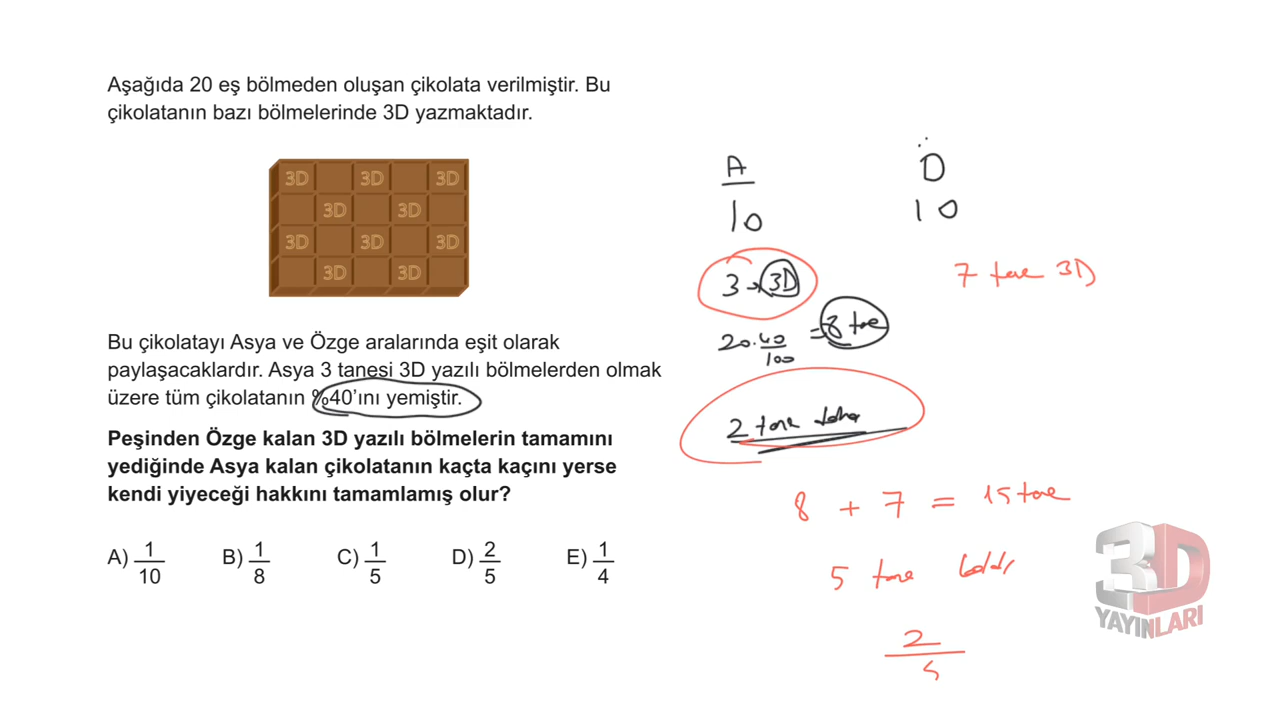 Aşağıda 20 eş bölmeden oluşan çikolata verilmiştir. Bu
çikolatanın bazı bölmelerinde 3D yazmaktadır.
3D 3D 3D
3D 3D
3D 3D 3D
3D 3D
Bu çikolatayı Asya ve Özge aralarında eşit olarak
paylaşacaklardır. Asya 3 tanesi 3D yazılı bölmelerden olmak
üzere tüm çikolatanın %40'ını yemiştir.
Peşinden Özge kalan 3D yazılı bölmelerin tamamını
yediğinde Asya kalan çikolatanın kaçta kaçını yerse
kendi yiyeceği hakkını tamamlamış olur?
A) 1/10 B) 1/8 C) 1/5 D) 2/5 E) 1/4
A Ö
10 10
3 → 3D
7 tane 3D
20.40/100 = 8 tane
2 tane daha
8 + 7 = 15 tane
5 tane kaldı
2/5
3D
YAYINLARI